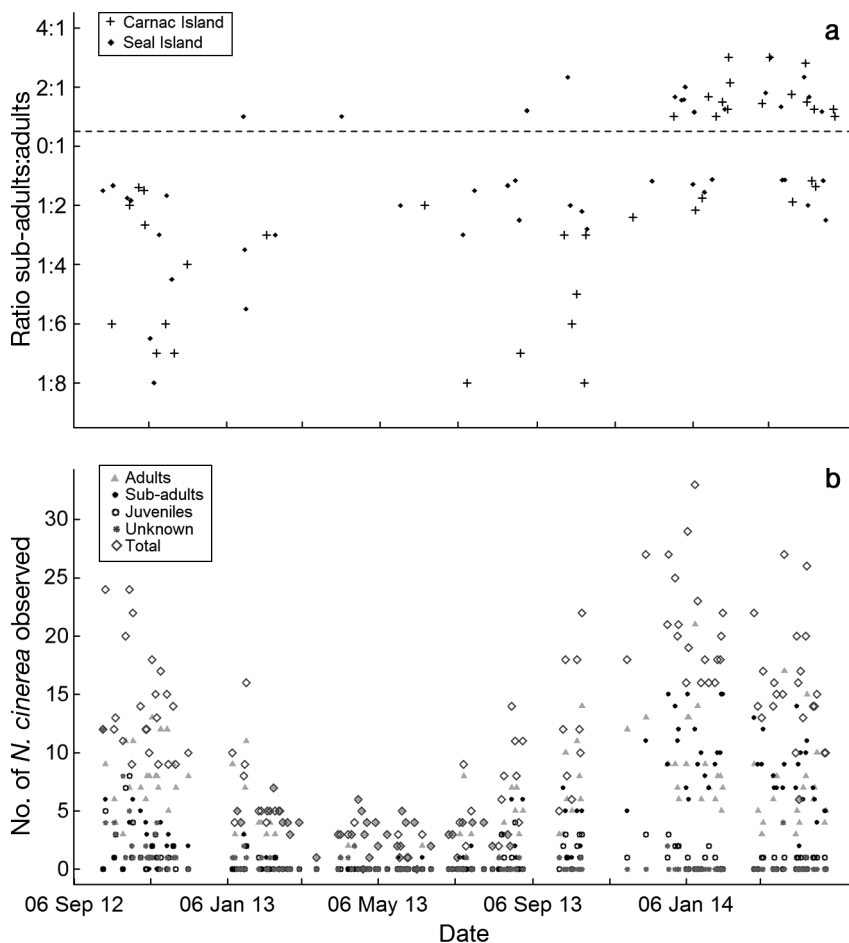 a
+ Carnac Island
◆ Seal Island
Ratio sub-adults:adults
4:1
2:1
0:1
1:2
1:4
1:6
1:8
b
Adults
Sub-adults
Juveniles
Unknown
Total
No. of N. cinerea observed
30
25
20
15
10
5
0
06 Sep 12
06 Jan 13
06 May 13
06 Sep 13
06 Jan 14
Date